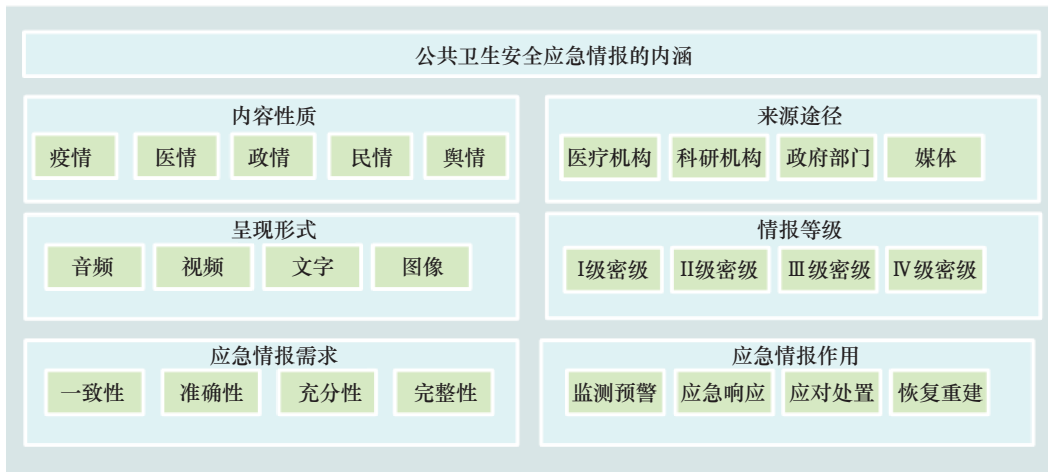 公共卫生安全应急情报的内涵
内容性质
疫情 医情 政情 民情 舆情
来源途径
医疗机构 科研机构 政府部门 媒体
呈现形式
音频 视频 文字 图像
情报等级
Ⅰ级密级 Ⅱ级密级 Ⅲ级密级 Ⅳ级密级
应急情报需求
一致性 准确性 充分性 完整性
应急情报作用
监测预警 应急响应 应对处置 恢复重建